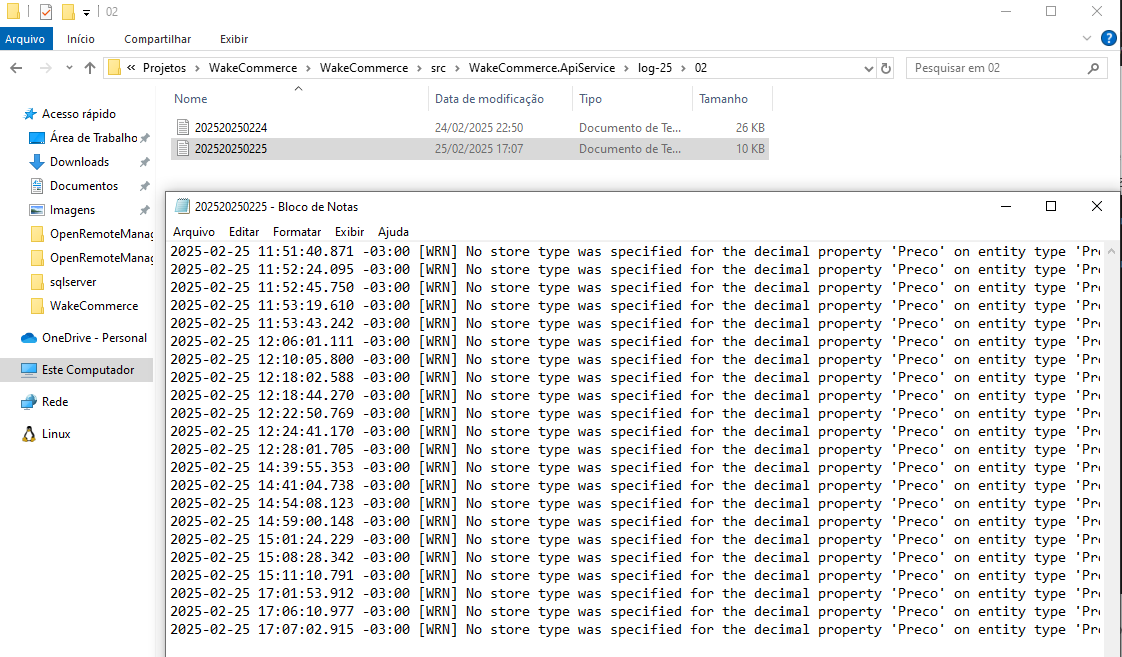 02
Arquivo Início Compartilhar Exibir
« Projetos › WakeCommerce › WakeCommerce › src › WakeCommerce.ApiService › log-25 › 02
Pesquisar em 02
Nome Data de modificação Tipo Tamanho
202520250224 24/02/2025 22:50 Documento de Te... 26 KB
202520250225 25/02/2025 17:07 Documento de Te... 10 KB
Acesso rápido
Área de Trabalho
Downloads
Documentos
Imagens
OpenRemoteManag
OpenRemoteManag
sqlserver
WakeCommerce
OneDrive - Personal
Este Computador
Rede
Linux
202520250225 - Bloco de Notas
Arquivo Editar Formatar Exibir Ajuda
2025-02-25 11:51:40.871 -03:00 [WRN] No store type was specified for the decimal property 'Preco' on entity type 'Pr
2025-02-25 11:52:24.095 -03:00 [WRN] No store type was specified for the decimal property 'Preco' on entity type 'Pr
2025-02-25 11:52:45.750 -03:00 [WRN] No store type was specified for the decimal property 'Preco' on entity type 'Pr
2025-02-25 11:53:19.610 -03:00 [WRN] No store type was specified for the decimal property 'Preco' on entity type 'Pr
2025-02-25 11:53:43.242 -03:00 [WRN] No store type was specified for the decimal property 'Preco' on entity type 'Pr
2025-02-25 12:06:01.111 -03:00 [WRN] No store type was specified for the decimal property 'Preco' on entity type 'Pr
2025-02-25 12:10:05.800 -03:00 [WRN] No store type was specified for the decimal property 'Preco' on entity type 'Pr
2025-02-25 12:18:02.588 -03:00 [WRN] No store type was specified for the decimal property 'Preco' on entity type 'Pr
2025-02-25 12:18:44.270 -03:00 [WRN] No store type was specified for the decimal property 'Preco' on entity type 'Pr
2025-02-25 12:22:50.769 -03:00 [WRN] No store type was specified for the decimal property 'Preco' on entity type 'Pr
2025-02-25 12:24:41.170 -03:00 [WRN] No store type was specified for the decimal property 'Preco' on entity type 'Pr
2025-02-25 12:28:01.705 -03:00 [WRN] No store type was specified for the decimal property 'Preco' on entity type 'Pr
2025-02-25 14:39:55.353 -03:00 [WRN] No store type was specified for the decimal property 'Preco' on entity type 'Pr
2025-02-25 14:41:04.738 -03:00 [WRN] No store type was specified for the decimal property 'Preco' on entity type 'Pr
2025-02-25 14:54:08.123 -03:00 [WRN] No store type was specified for the decimal property 'Preco' on entity type 'Pr
2025-02-25 14:59:00.148 -03:00 [WRN] No store type was specified for the decimal property 'Preco' on entity type 'Pr
2025-02-25 15:01:24.229 -03:00 [WRN] No store type was specified for the decimal property 'Preco' on entity type 'Pr
2025-02-25 15:08:28.342 -03:00 [WRN] No store type was specified for the decimal property 'Preco' on entity type 'Pr
2025-02-25 15:11:10.791 -03:00 [WRN] No store type was specified for the decimal property 'Preco' on entity type 'Pr
2025-02-25 17:01:53.912 -03:00 [WRN] No store type was specified for the decimal property 'Preco' on entity type 'Pr
2025-02-25 17:06:10.977 -03:00 [WRN] No store type was specified for the decimal property 'Preco' on entity type 'Pr
2025-02-25 17:07:02.915 -03:00 [WRN] No store type was specified for the decimal property 'Preco' on entity type 'Pr